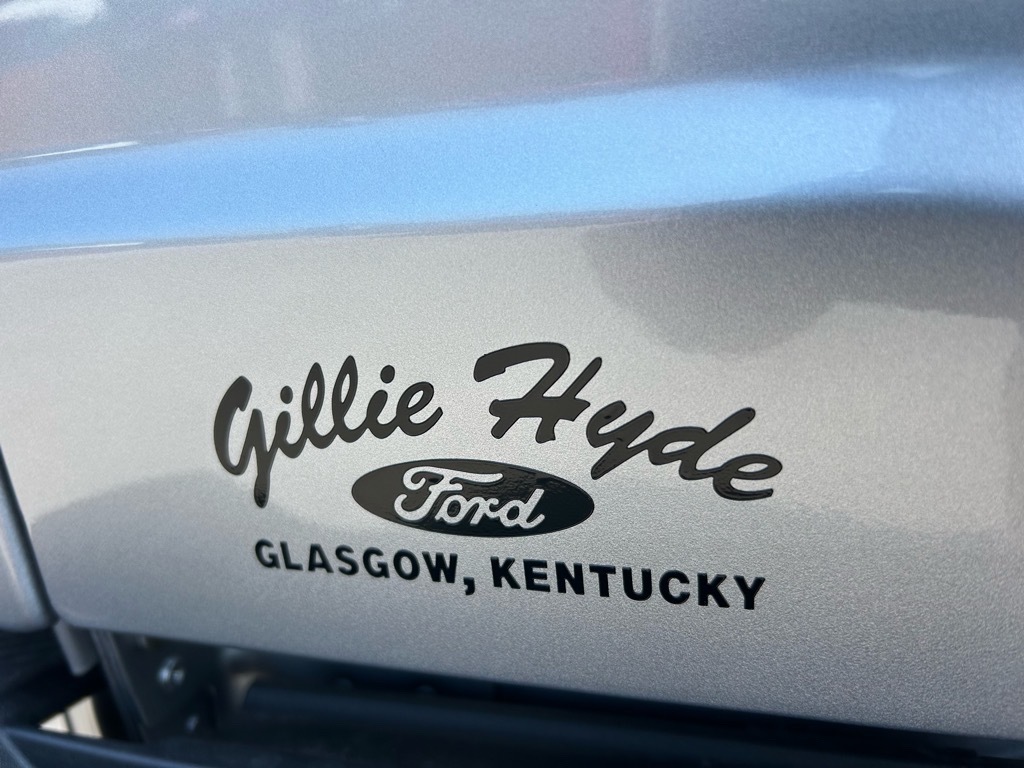 Gillie Hyde
Ford
GLASGOW, KENTUCKY